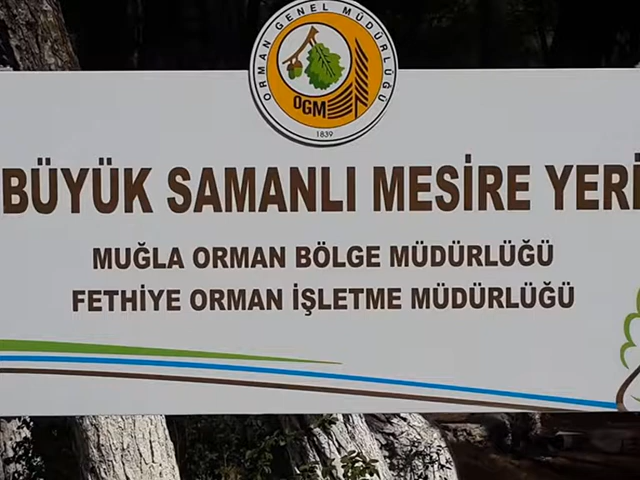 ORMAN GENEL MÜDÜRLÜĞÜ
OGM
1839
BÜYÜK SAMANLI MESİRE YERİ
MUĞLA ORMAN BÖLGE MÜDÜRLÜĞÜ
FETHİYE ORMAN İŞLETME MÜDÜRLÜĞÜ